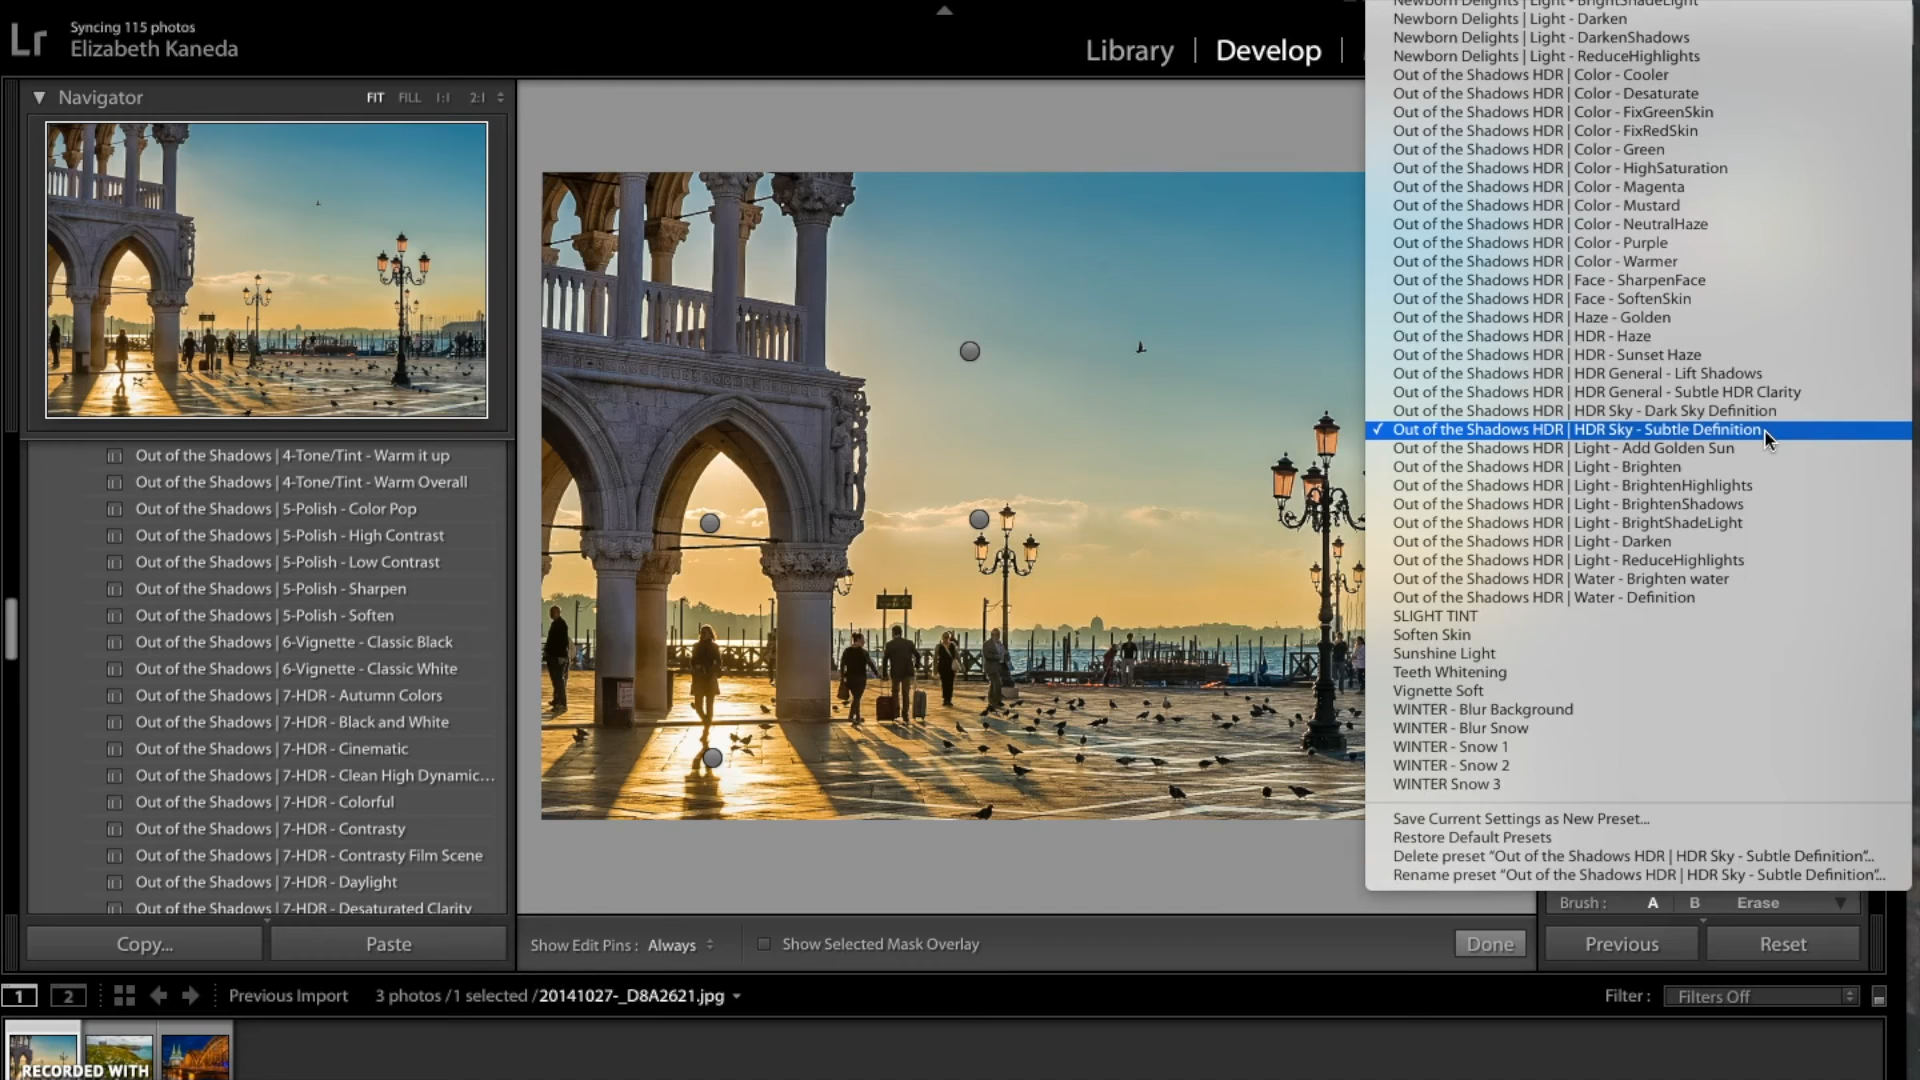 Lr
Syncing 115 photos
Elizabeth Kaneda
Library | Develop |
Navigator
FIT FILL 1:1 2:1
Out of the Shadows | 4-Tone/Tint - Warm it up
Out of the Shadows | 4-Tone/Tint - Warm Overall
Out of the Shadows | 5-Polish - Color Pop
Out of the Shadows | 5-Polish - High Contrast
Out of the Shadows | 5-Polish - Low Contrast
Out of the Shadows | 5-Polish - Sharpen
Out of the Shadows | 5-Polish - Soften
Out of the Shadows | 6-Vignette - Classic Black
Out of the Shadows | 6-Vignette - Classic White
Out of the Shadows | 7-HDR - Autumn Colors
Out of the Shadows | 7-HDR - Black and White
Out of the Shadows | 7-HDR - Cinematic
Out of the Shadows | 7-HDR - Clean High Dynamic...
Out of the Shadows | 7-HDR - Colorful
Out of the Shadows | 7-HDR - Contrasty
Out of the Shadows | 7-HDR - Contrasty Film Scene
Out of the Shadows | 7-HDR - Daylight
Out of the Shadows | 7-HDR - Desaturated Clarity
Copy...
Paste
Newborn Delights | Light - BrightShadeLight
Newborn Delights | Light - Darken
Newborn Delights | Light - DarkenShadows
Newborn Delights | Light - ReduceHighlights
Out of the Shadows HDR | Color - Cooler
Out of the Shadows HDR | Color - Desaturate
Out of the Shadows HDR | Color - FixGreenSkin
Out of the Shadows HDR | Color - FixRedSkin
Out of the Shadows HDR | Color - Green
Out of the Shadows HDR | Color - HighSaturation
Out of the Shadows HDR | Color - Magenta
Out of the Shadows HDR | Color - Mustard
Out of the Shadows HDR | Color - NeutralHaze
Out of the Shadows HDR | Color - Purple
Out of the Shadows HDR | Color - Warmer
Out of the Shadows HDR | Face - SharpenFace
Out of the Shadows HDR | Face - SoftenSkin
Out of the Shadows HDR | Haze - Golden
Out of the Shadows HDR | HDR - Haze
Out of the Shadows HDR | HDR - Sunset Haze
Out of the Shadows HDR | HDR General - Lift Shadows
Out of the Shadows HDR | HDR General - Subtle HDR Clarity
Out of the Shadows HDR | HDR Sky - Dark Sky Definition
✓ Out of the Shadows HDR | HDR Sky - Subtle Definition
Out of the Shadows HDR | Light - Add Golden Sun
Out of the Shadows HDR | Light - Brighten
Out of the Shadows HDR | Light - BrightenHighlights
Out of the Shadows HDR | Light - BrightenShadows
Out of the Shadows HDR | Light - BrightShadeLight
Out of the Shadows HDR | Light - Darken
Out of the Shadows HDR | Light - ReduceHighlights
Out of the Shadows HDR | Water - Brighten water
Out of the Shadows HDR | Water - Definition
SLIGHT TINT
Soften Skin
Sunshine Light
Teeth Whitening
Vignette Soft
WINTER - Blur Background
WINTER - Blur Snow
WINTER - Snow 1
WINTER - Snow 2
WINTER Snow 3
Save Current Settings as New Preset...
Restore Default Presets
Delete preset “Out of the Shadows HDR | HDR Sky - Subtle Definition”...
Rename preset “Out of the Shadows HDR | HDR Sky - Subtle Definition”...
Brush : A B Erase
Show Edit Pins : Always
Show Selected Mask Overlay
Done
Previous
Reset
1 2 Previous Import 3 photos /1 selected /20141027-_D8A2621.jpg
Filter : Filters Off
RECORDED WITH